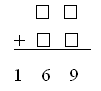 □ □
+ □ □
1 6 9